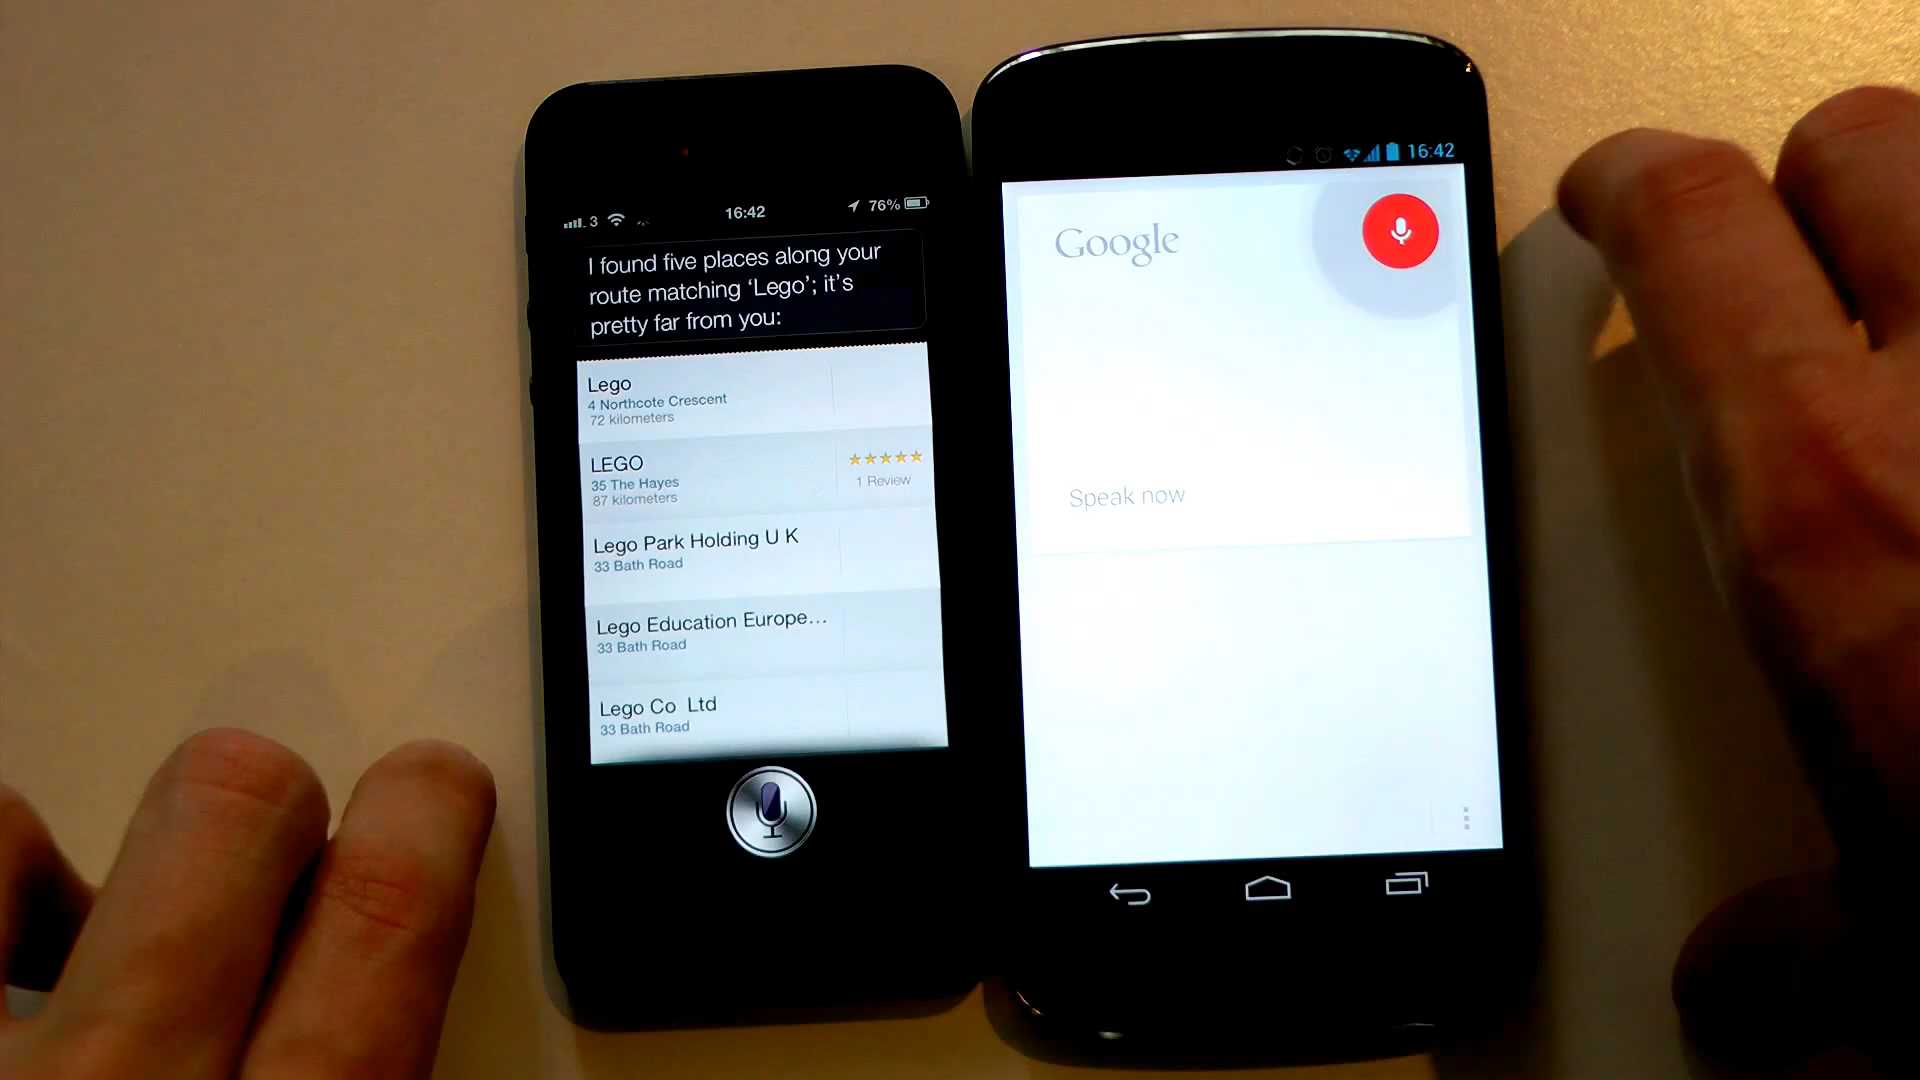 3
16:42
76%
I found five places along your
route matching ‘Lego’; it’s
pretty far from you:
Lego
4 Northcote Crescent
72 kilometers
LEGO
35 The Hayes
87 kilometers
1 Review
Lego Park Holding U K
33 Bath Road
Lego Education Europe…
33 Bath Road
Lego Co Ltd
33 Bath Road
16:42
Google
Speak now